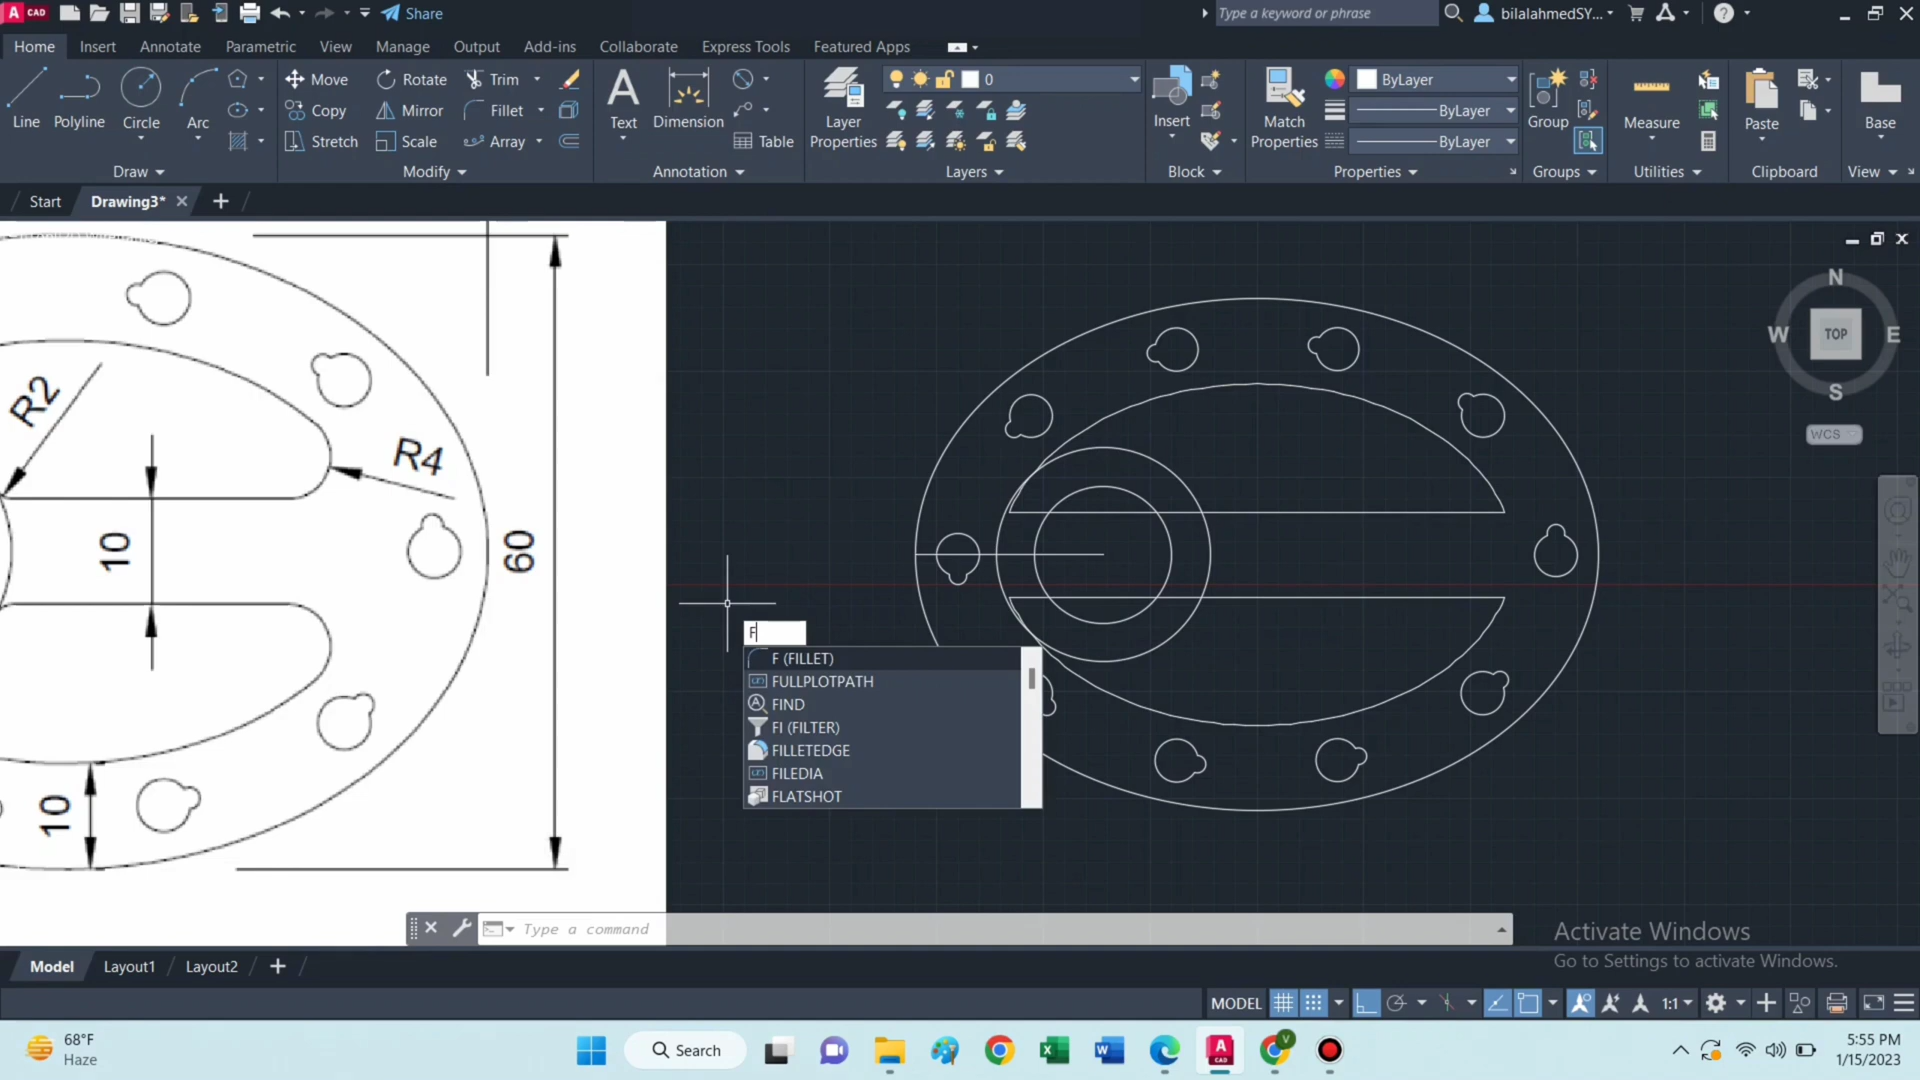 CAD
Share
Type a keyword or phrase
bilalahmedSY...
Home Insert Annotate Parametric View Manage Output Add-ins Collaborate Express Tools Featured Apps
Line Polyline Circle Arc
Move Rotate Trim
Copy Mirror Fillet
Stretch Scale Array
Text Dimension Table
Layer Properties
0
Insert
Match Properties
ByLayer
ByLayer
ByLayer
Group
Measure
Paste
Base
Draw Modify Annotation Layers Block Properties Groups Utilities Clipboard View
Start Drawing3* +
R2
R4
10
60
10
N
W TOP E
S
WCS
F
F (FILLET)
FULLPLOTPATH
FIND
FI (FILTER)
FILLETEDGE
FILEDIA
FLATSHOT
Type a command
Activate Windows
Go to Settings to activate Windows.
Model Layout1 Layout2 +
MODEL 1:1
68°F
Haze
Search
5:55 PM
1/15/2023